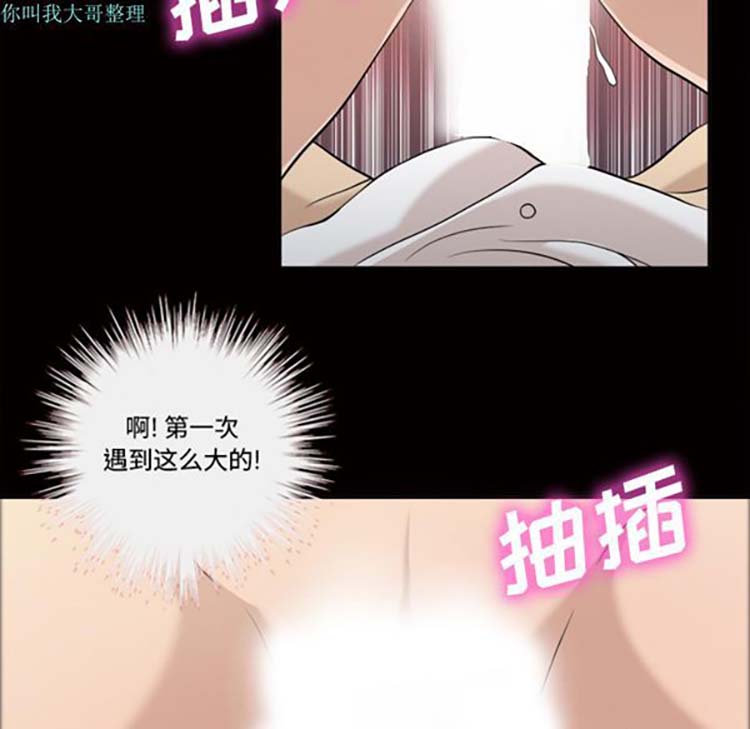 你叫我大哥整理
抽
啊! 第一次
遇到这么大的!
抽插